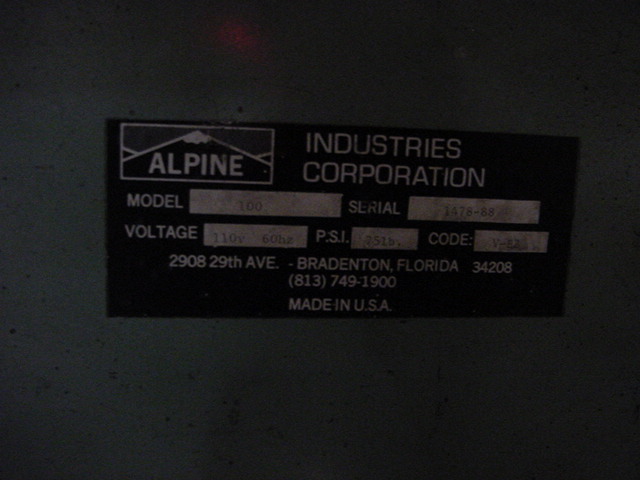 ALPINE
INDUSTRIES
CORPORATION
MODEL 100 SERIAL 1478-88
VOLTAGE 110v 60hz P.S.I. CODE:
2908 29th AVE. - BRADENTON, FLORIDA 34208
(813) 749-1900
MADE IN U.S.A.